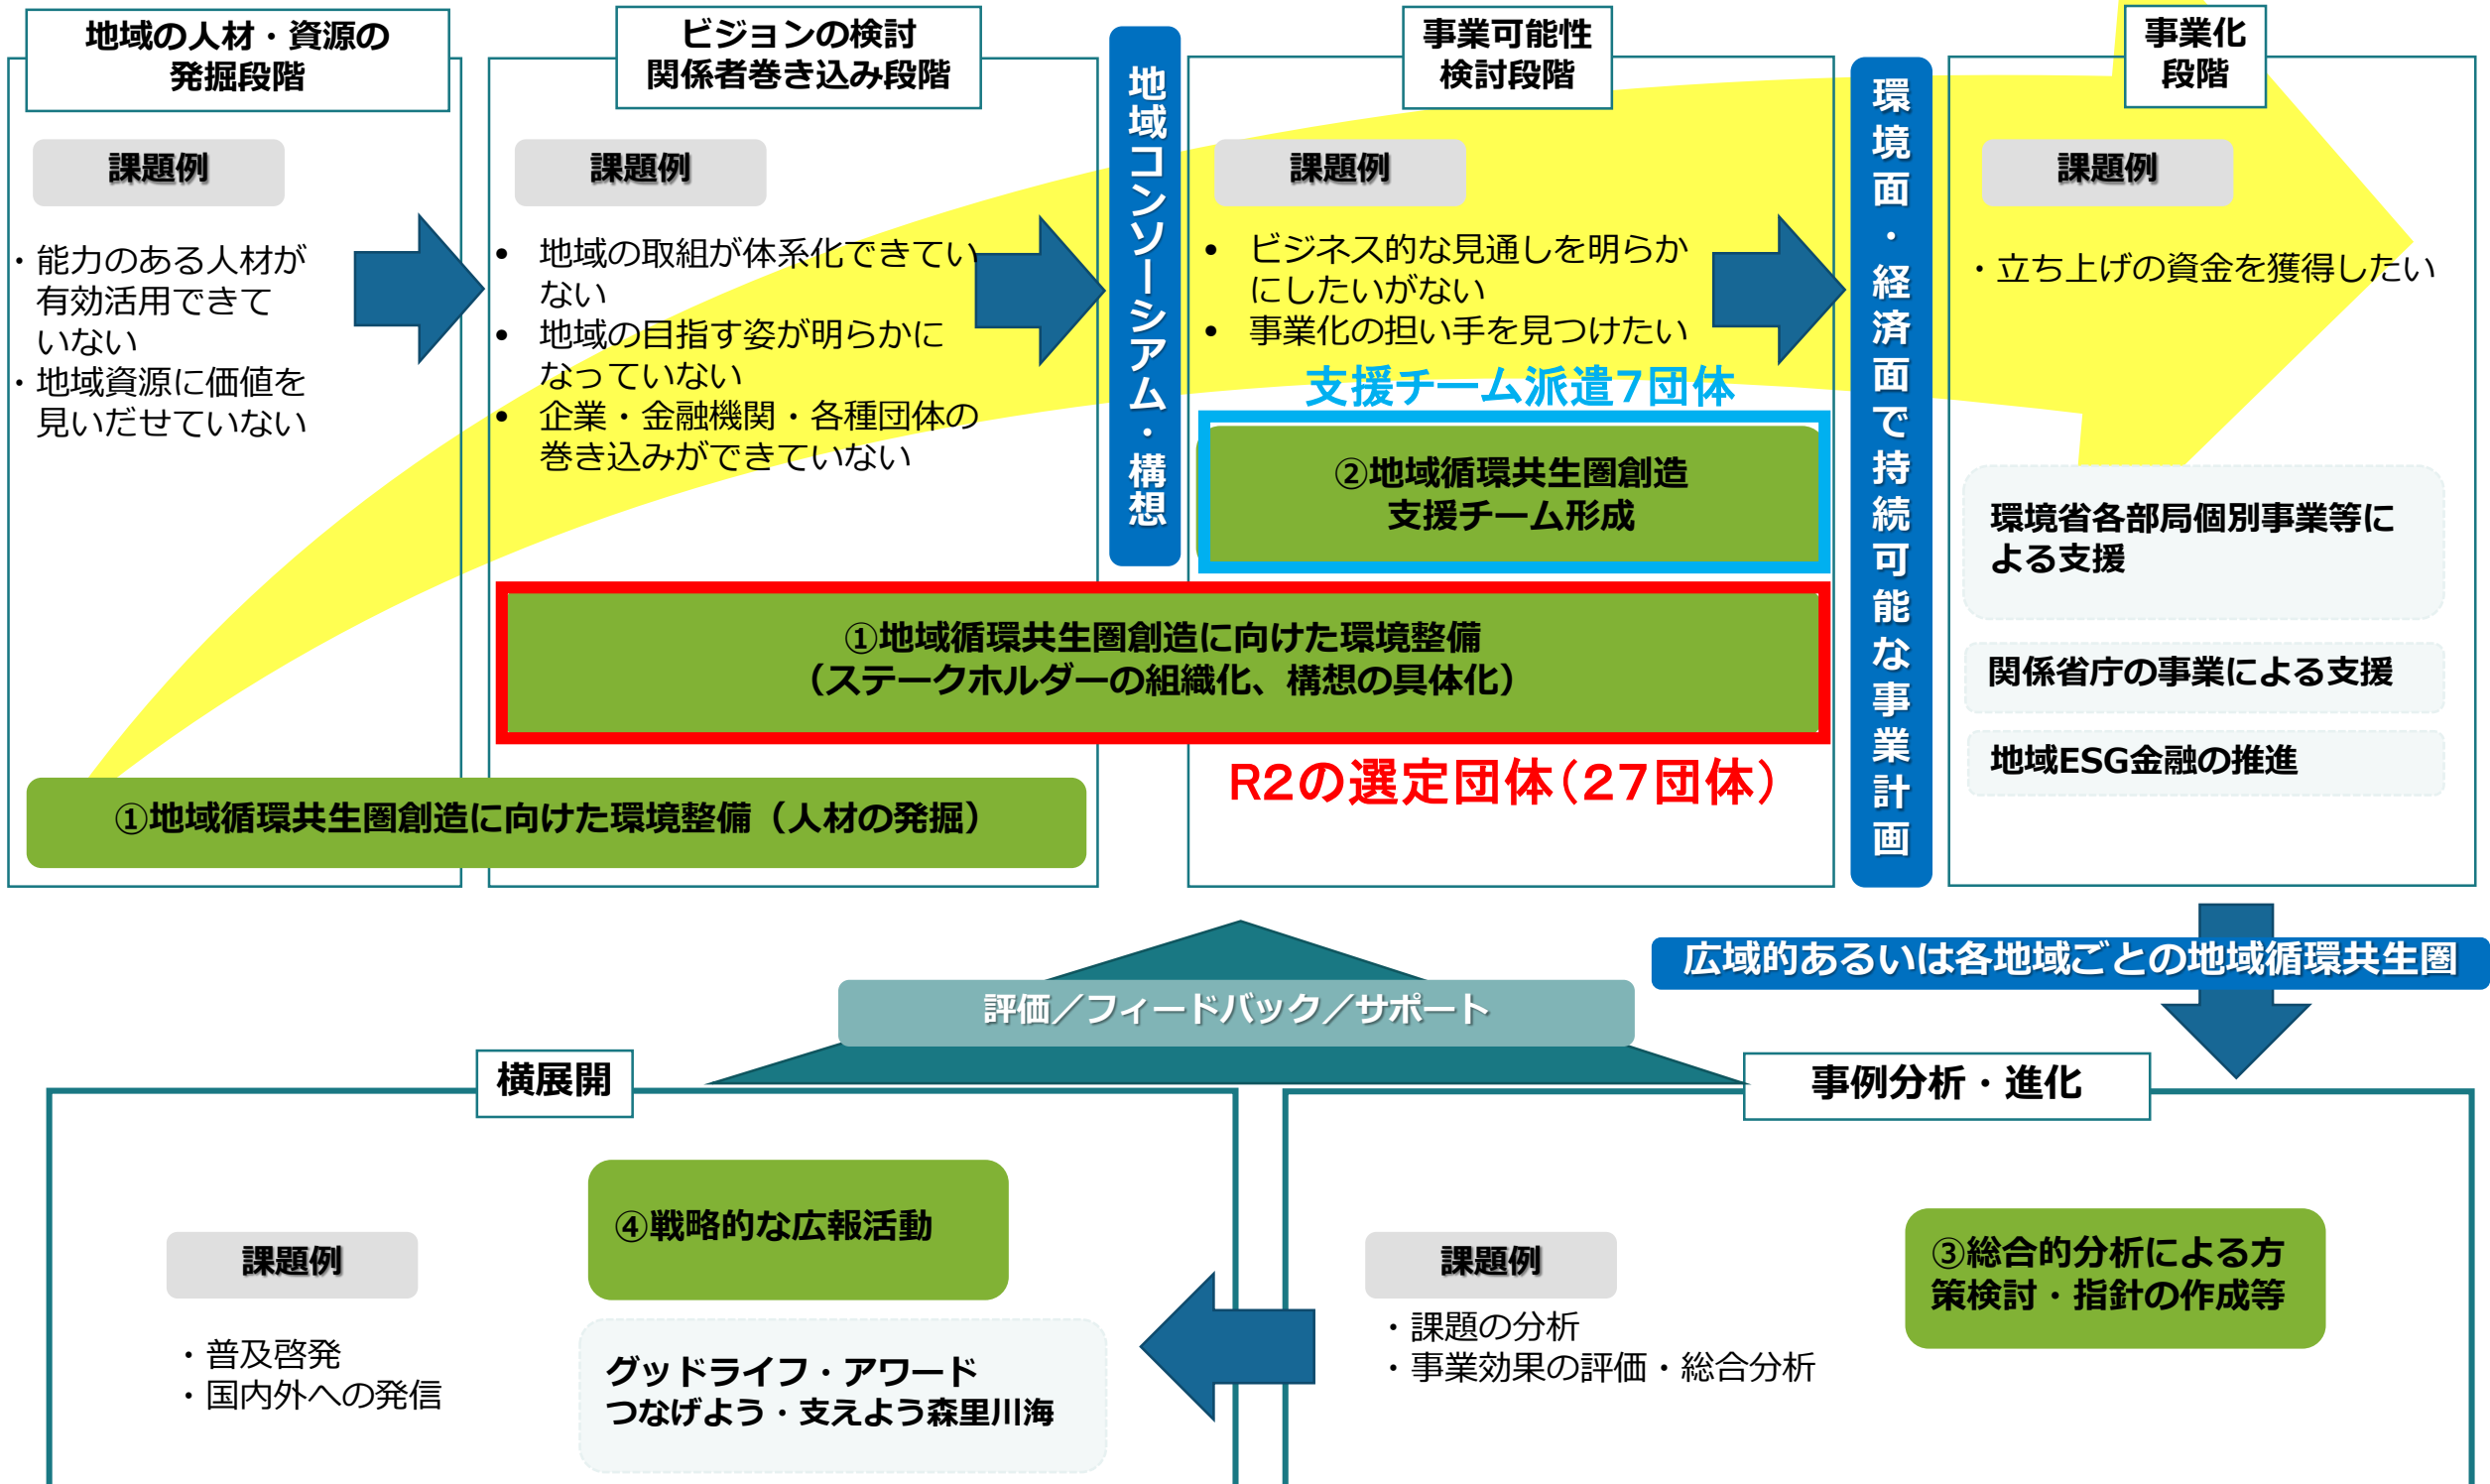 地域の人材・資源の
発掘段階
課題例
・能力のある人材が
有効活用できて
いない
・地域資源に価値を
見いだせていない
ビジョンの検討
関係者巻き込み段階
課題例
• 地域の取組が体系化できてい
ない
• 地域の目指す姿が明らかに
なっていない
• 企業・金融機関・各種団体の
巻き込みができていない
地域コンソーシアム・構想
事業可能性
検討段階
課題例
• ビジネス的な見通しを明らか
にしたいがない
• 事業化の担い手を見つけたい
支援チーム派遣7団体
②地域循環共生圏創造
支援チーム形成
①地域循環共生圏創造に向けた環境整備
（ステークホルダーの組織化、構想の具体化）
R2の選定団体（27団体）
①地域循環共生圏創造に向けた環境整備（人材の発掘）
環境面・経済面で持続可能な事業計画
事業化
段階
課題例
・立ち上げの資金を獲得したい
環境省各部局個別事業等に
よる支援
関係省庁の事業による支援
地域ESG金融の推進
広域的あるいは各地域ごとの地域循環共生圏
評価／フィードバック／サポート
横展開
④戦略的な広報活動
課題例
・普及啓発
・国内外への発信
グッドライフ・アワード
つなげよう・支えよう森里川海
事例分析・進化
課題例
・課題の分析
・事業効果の評価・総合分析
③総合的分析による方
策検討・指針の作成等